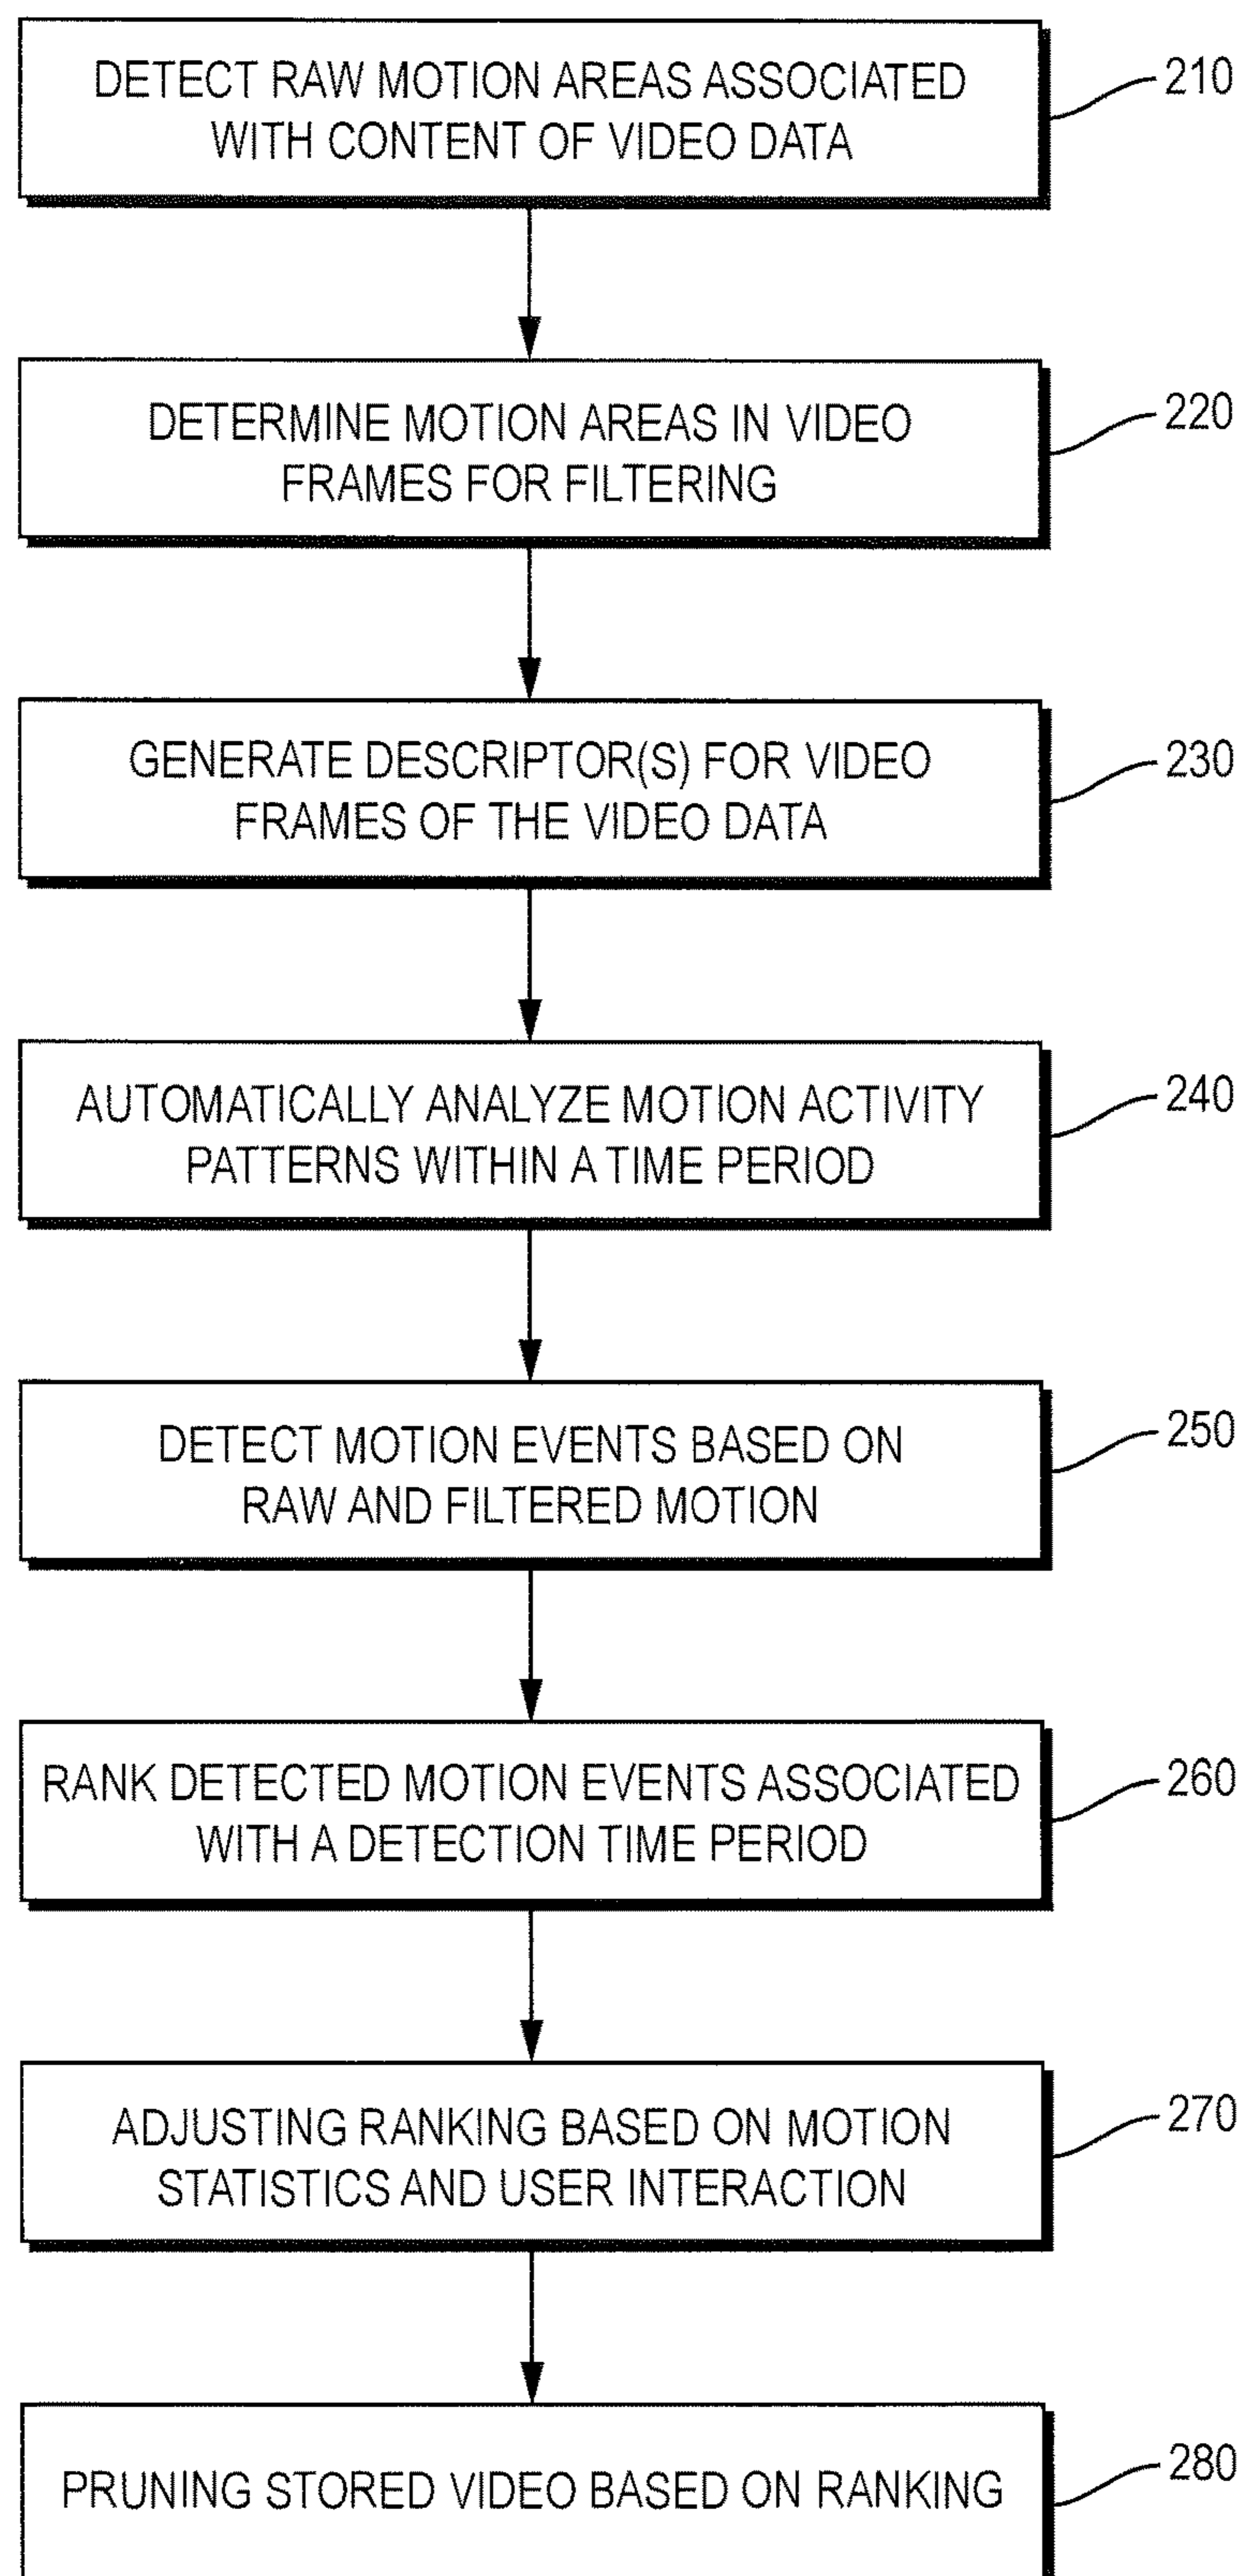 DETECT RAW MOTION AREAS ASSOCIATED
WITH CONTENT OF VIDEO DATA
210
DETERMINE MOTION AREAS IN VIDEO
FRAMES FOR FILTERING
220
GENERATE DESCRIPTOR(S) FOR VIDEO
FRAMES OF THE VIDEO DATA
230
AUTOMATICALLY ANALYZE MOTION ACTIVITY
PATTERNS WITHIN A TIME PERIOD
240
DETECT MOTION EVENTS BASED ON
RAW AND FILTERED MOTION
250
RANK DETECTED MOTION EVENTS ASSOCIATED
WITH A DETECTION TIME PERIOD
260
ADJUSTING RANKING BASED ON MOTION
STATISTICS AND USER INTERACTION
270
PRUNING STORED VIDEO BASED ON RANKING
280